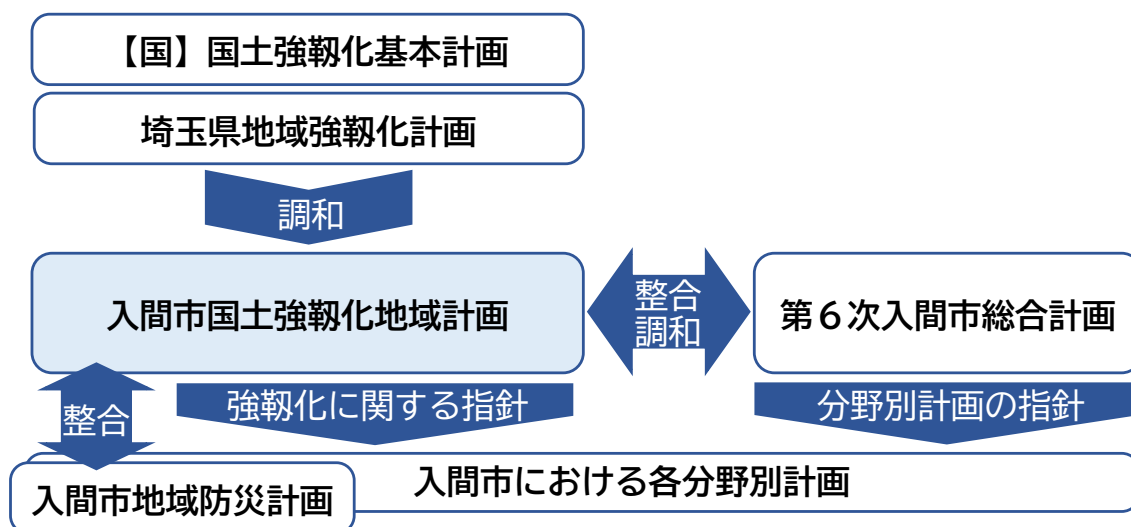 【国】国土強靱化基本計画
埼玉県地域強靱化計画
調和
入間市国土強靱化地域計画
整合
調和
第６次入間市総合計画
整合
強靱化に関する指針
分野別計画の指針
入間市地域防災計画
入間市における各分野別計画